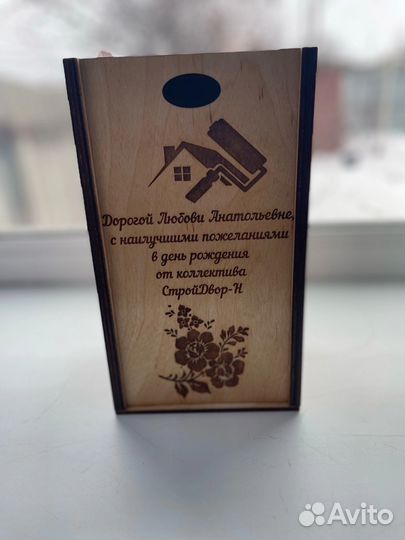 Дорогой Любови Анатольевне,
с наилучшими пожеланиями
в день рождения
от коллектива
СтройДвор-Н
Avito